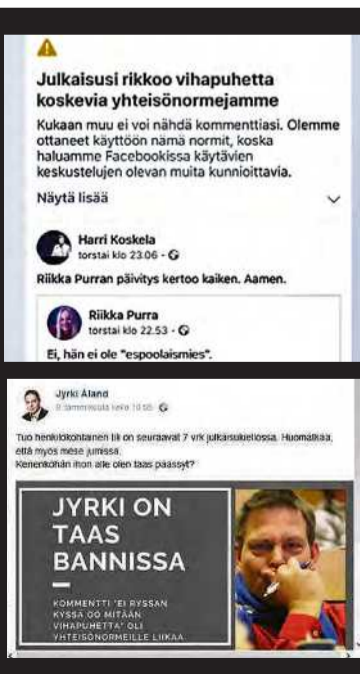 Julkaisusi rikkoo vihapuhetta
koskevia yhteisönormejamme
Kukaan muu ei voi nähdä kommenttiasi. Olemme
ottaneet käyttöön nämä normit, koska
haluamme Facebookissa käytävien
keskustelujen olevan muita kunnioittavia.
Näytä lisää
Harri Koskela
torstai klo 23.06
Riikka Purran päivitys kertoo kaiken. Aamen.
Riikka Purra
torstai klo 22.53
Ei, hän ei ole "espoolaismies".
Jyrki Åland
Tuo henkilökohtainen tili on seuraavat 7 vrk julkaisukiellossa. Huomatkaa,
että myös mese jumissa.
Kenenköhän ihon alle olen taas päässyt?
JYRKI ON
TAAS
BANNISSA
KOMMENTTI "EI RYSSÄN
KYSSÄ OO MITÄÄN
VIHAPUHETTA" OLI
YHTEISÖNORMEILLE LIIKAA